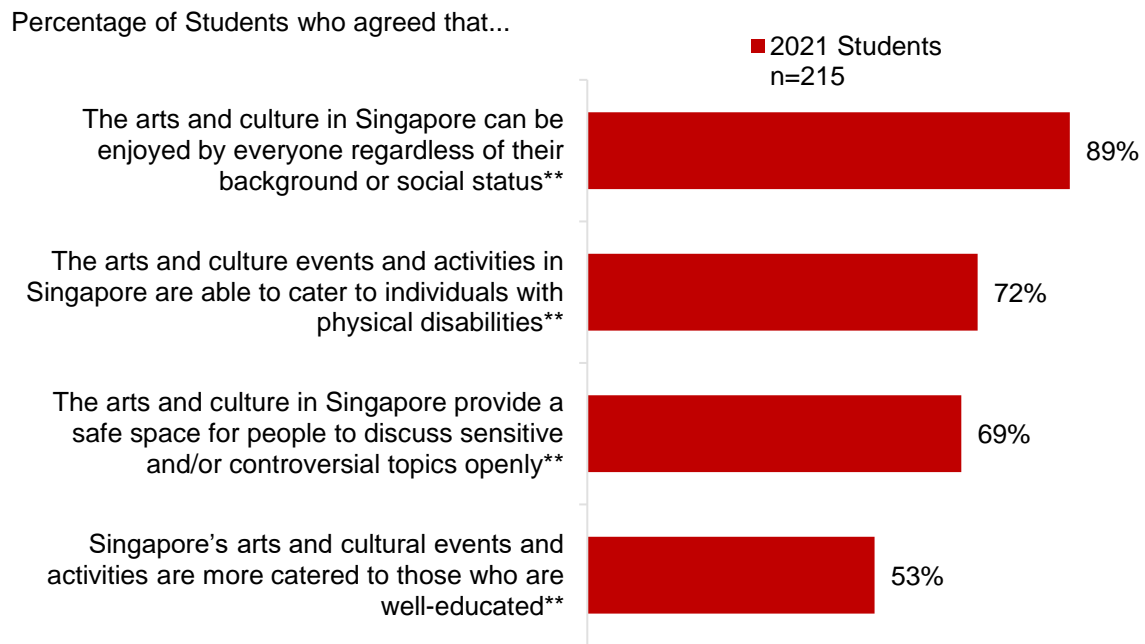 Percentage of Students who agreed that...
2021 Students
n=215
The arts and culture in Singapore can be
enjoyed by everyone regardless of their
background or social status**
89%
The arts and culture events and activities in
Singapore are able to cater to individuals with
physical disabilities**
72%
The arts and culture in Singapore provide a
safe space for people to discuss sensitive
and/or controversial topics openly**
69%
Singapore’s arts and cultural events and
activities are more catered to those who are
well-educated**
53%